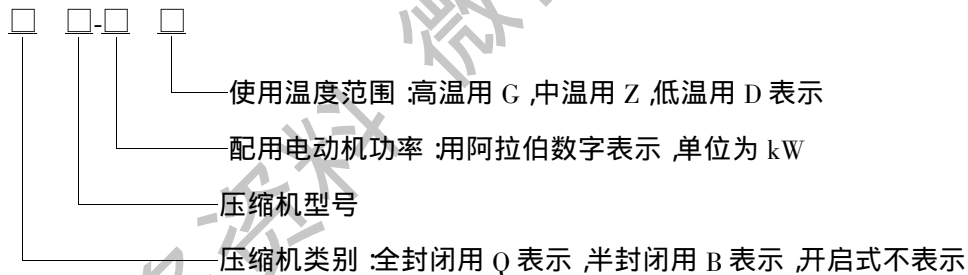 □ □-□ □
使用温度范围:高温用 G,中温用 Z,低温用 D 表示
配用电动机功率:用阿拉伯数字表示,单位为 kW
压缩机型号
压缩机类别:全封闭用 Q 表示,半封闭用 B 表示,开启式不表示
资料 微